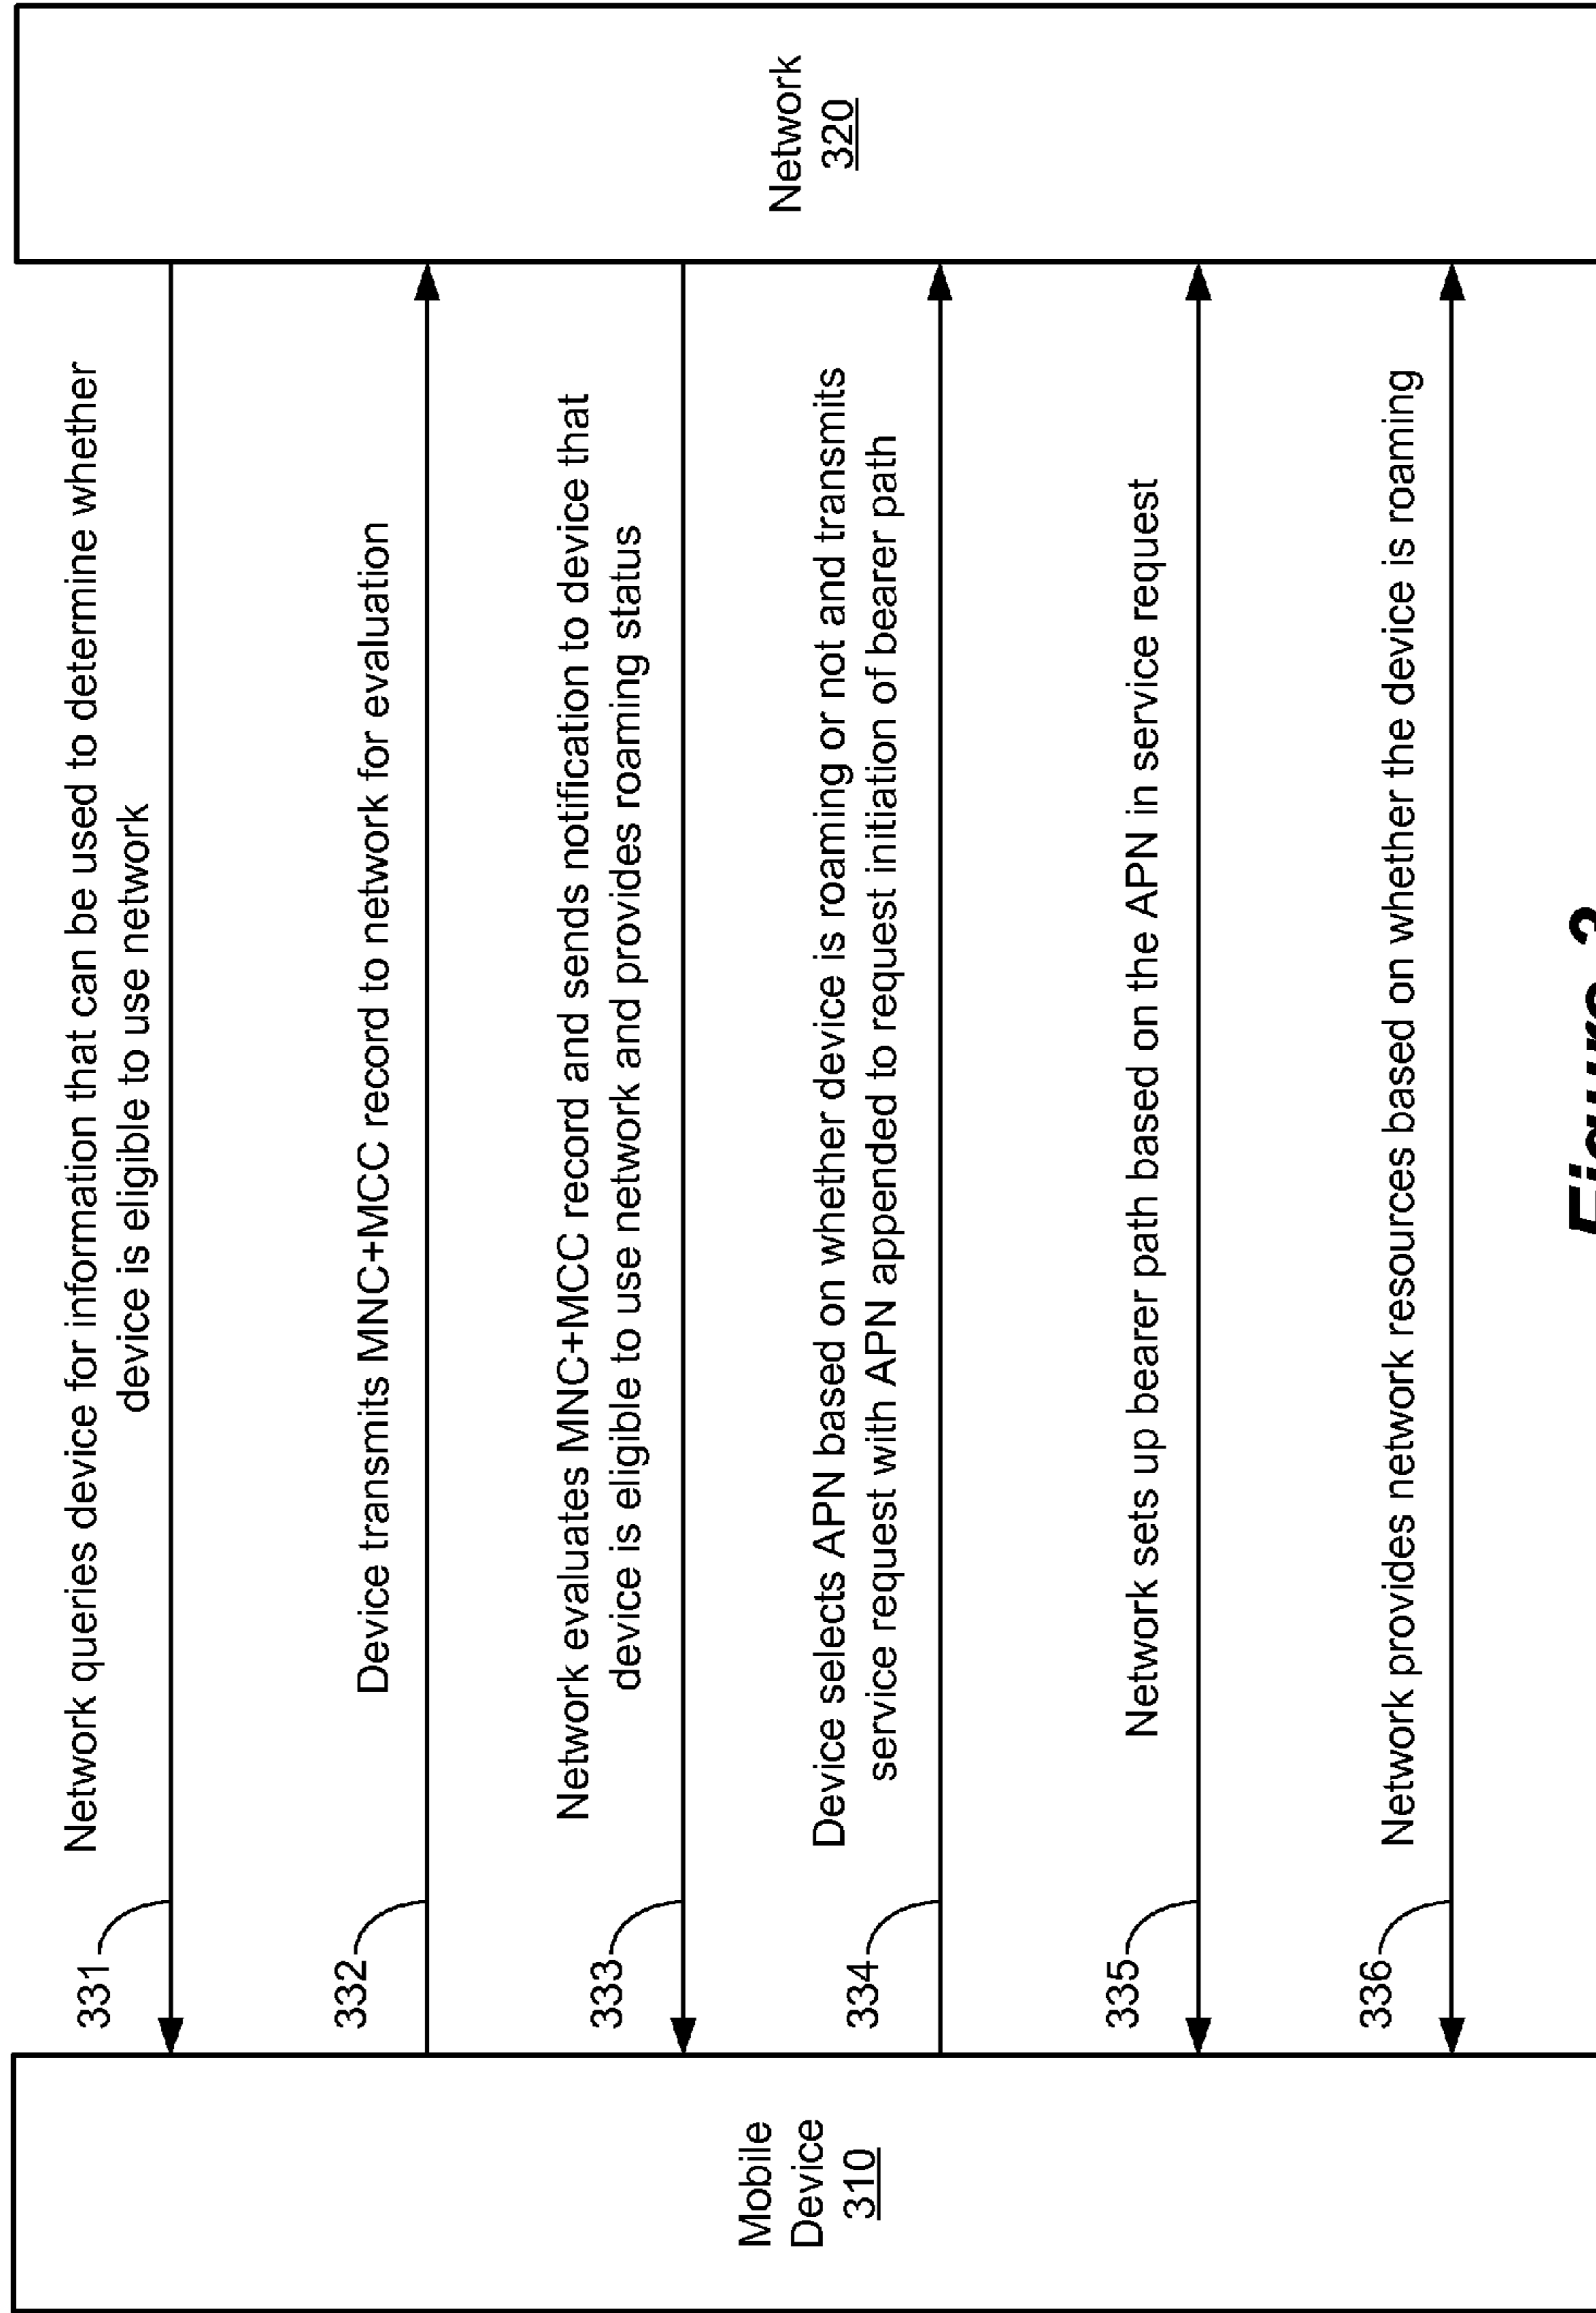 Mobile
Device
310
Network
320
331
Network queries device for information that can be used to determine whether
device is eligible to use network
332
Device transmits MNC+MCC record to network for evaluation
333
Network evaluates MNC+MCC record and sends notification to device that
device is eligible to use network and provides roaming status
334
Device selects APN based on whether device is roaming or not and transmits
service request with APN appended to request initiation of bearer path
335
Network sets up bearer path based on the APN in service request
336
Network provides network resources based on whether the device is roaming
Figure 3